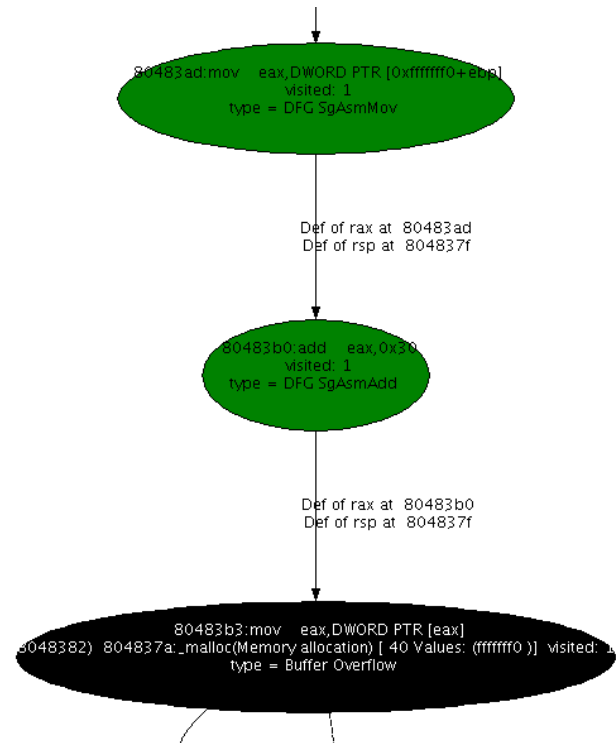 80483ad:mov eax,DWORD PTR [0xfffffff0+ebp]
visited: 1
type = DFG SgAsmMov
Def of rax at 80483ad
Def of rsp at 804837f
80483b0:add eax,0x30
visited: 1
type = DFG SgAsmAdd
Def of rax at 80483b0
Def of rsp at 804837f
80483b3:mov eax,DWORD PTR [eax]
8048382) 804837a:_malloc(Memory allocation) [ 40 Values: (fffffff0 )] visited: 1
type = Buffer Overflow